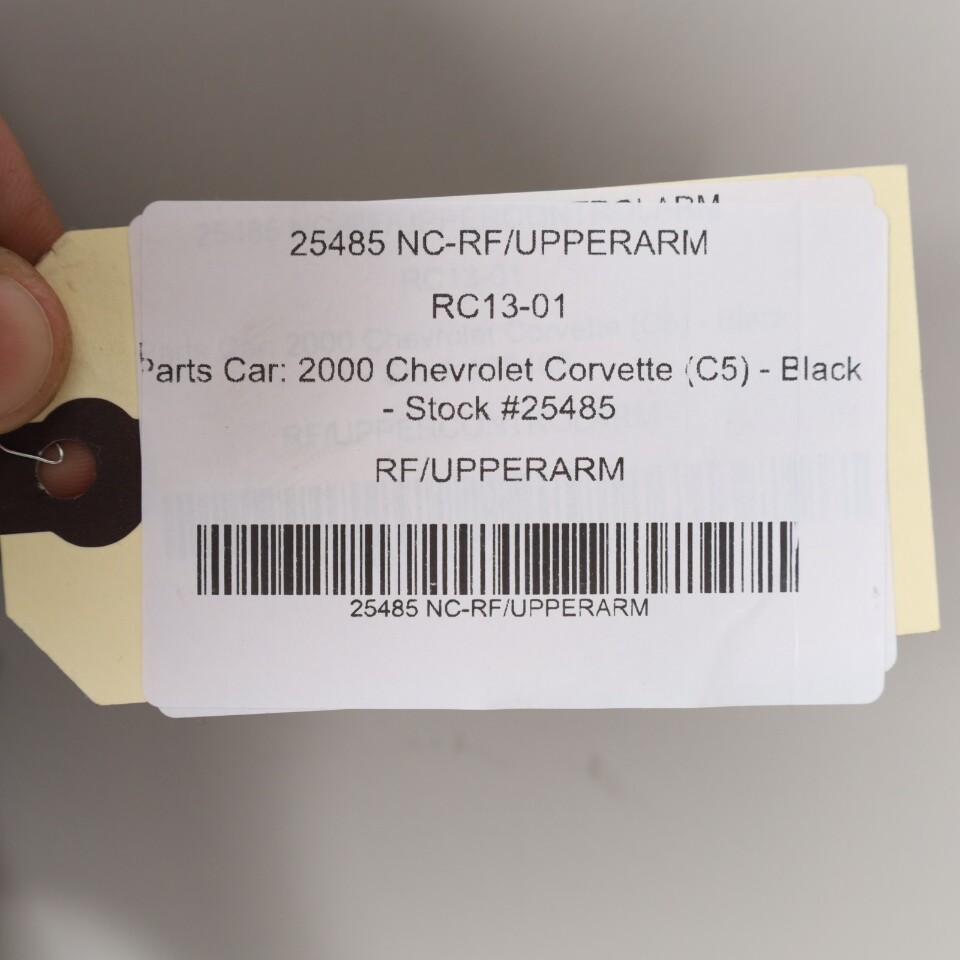 25485 NC-RF/UPPERARM
RC13-01
Parts Car: 2000 Chevrolet Corvette (C5) - Black
- Stock #25485
RF/UPPERARM
25485 NC-RF/UPPERARM